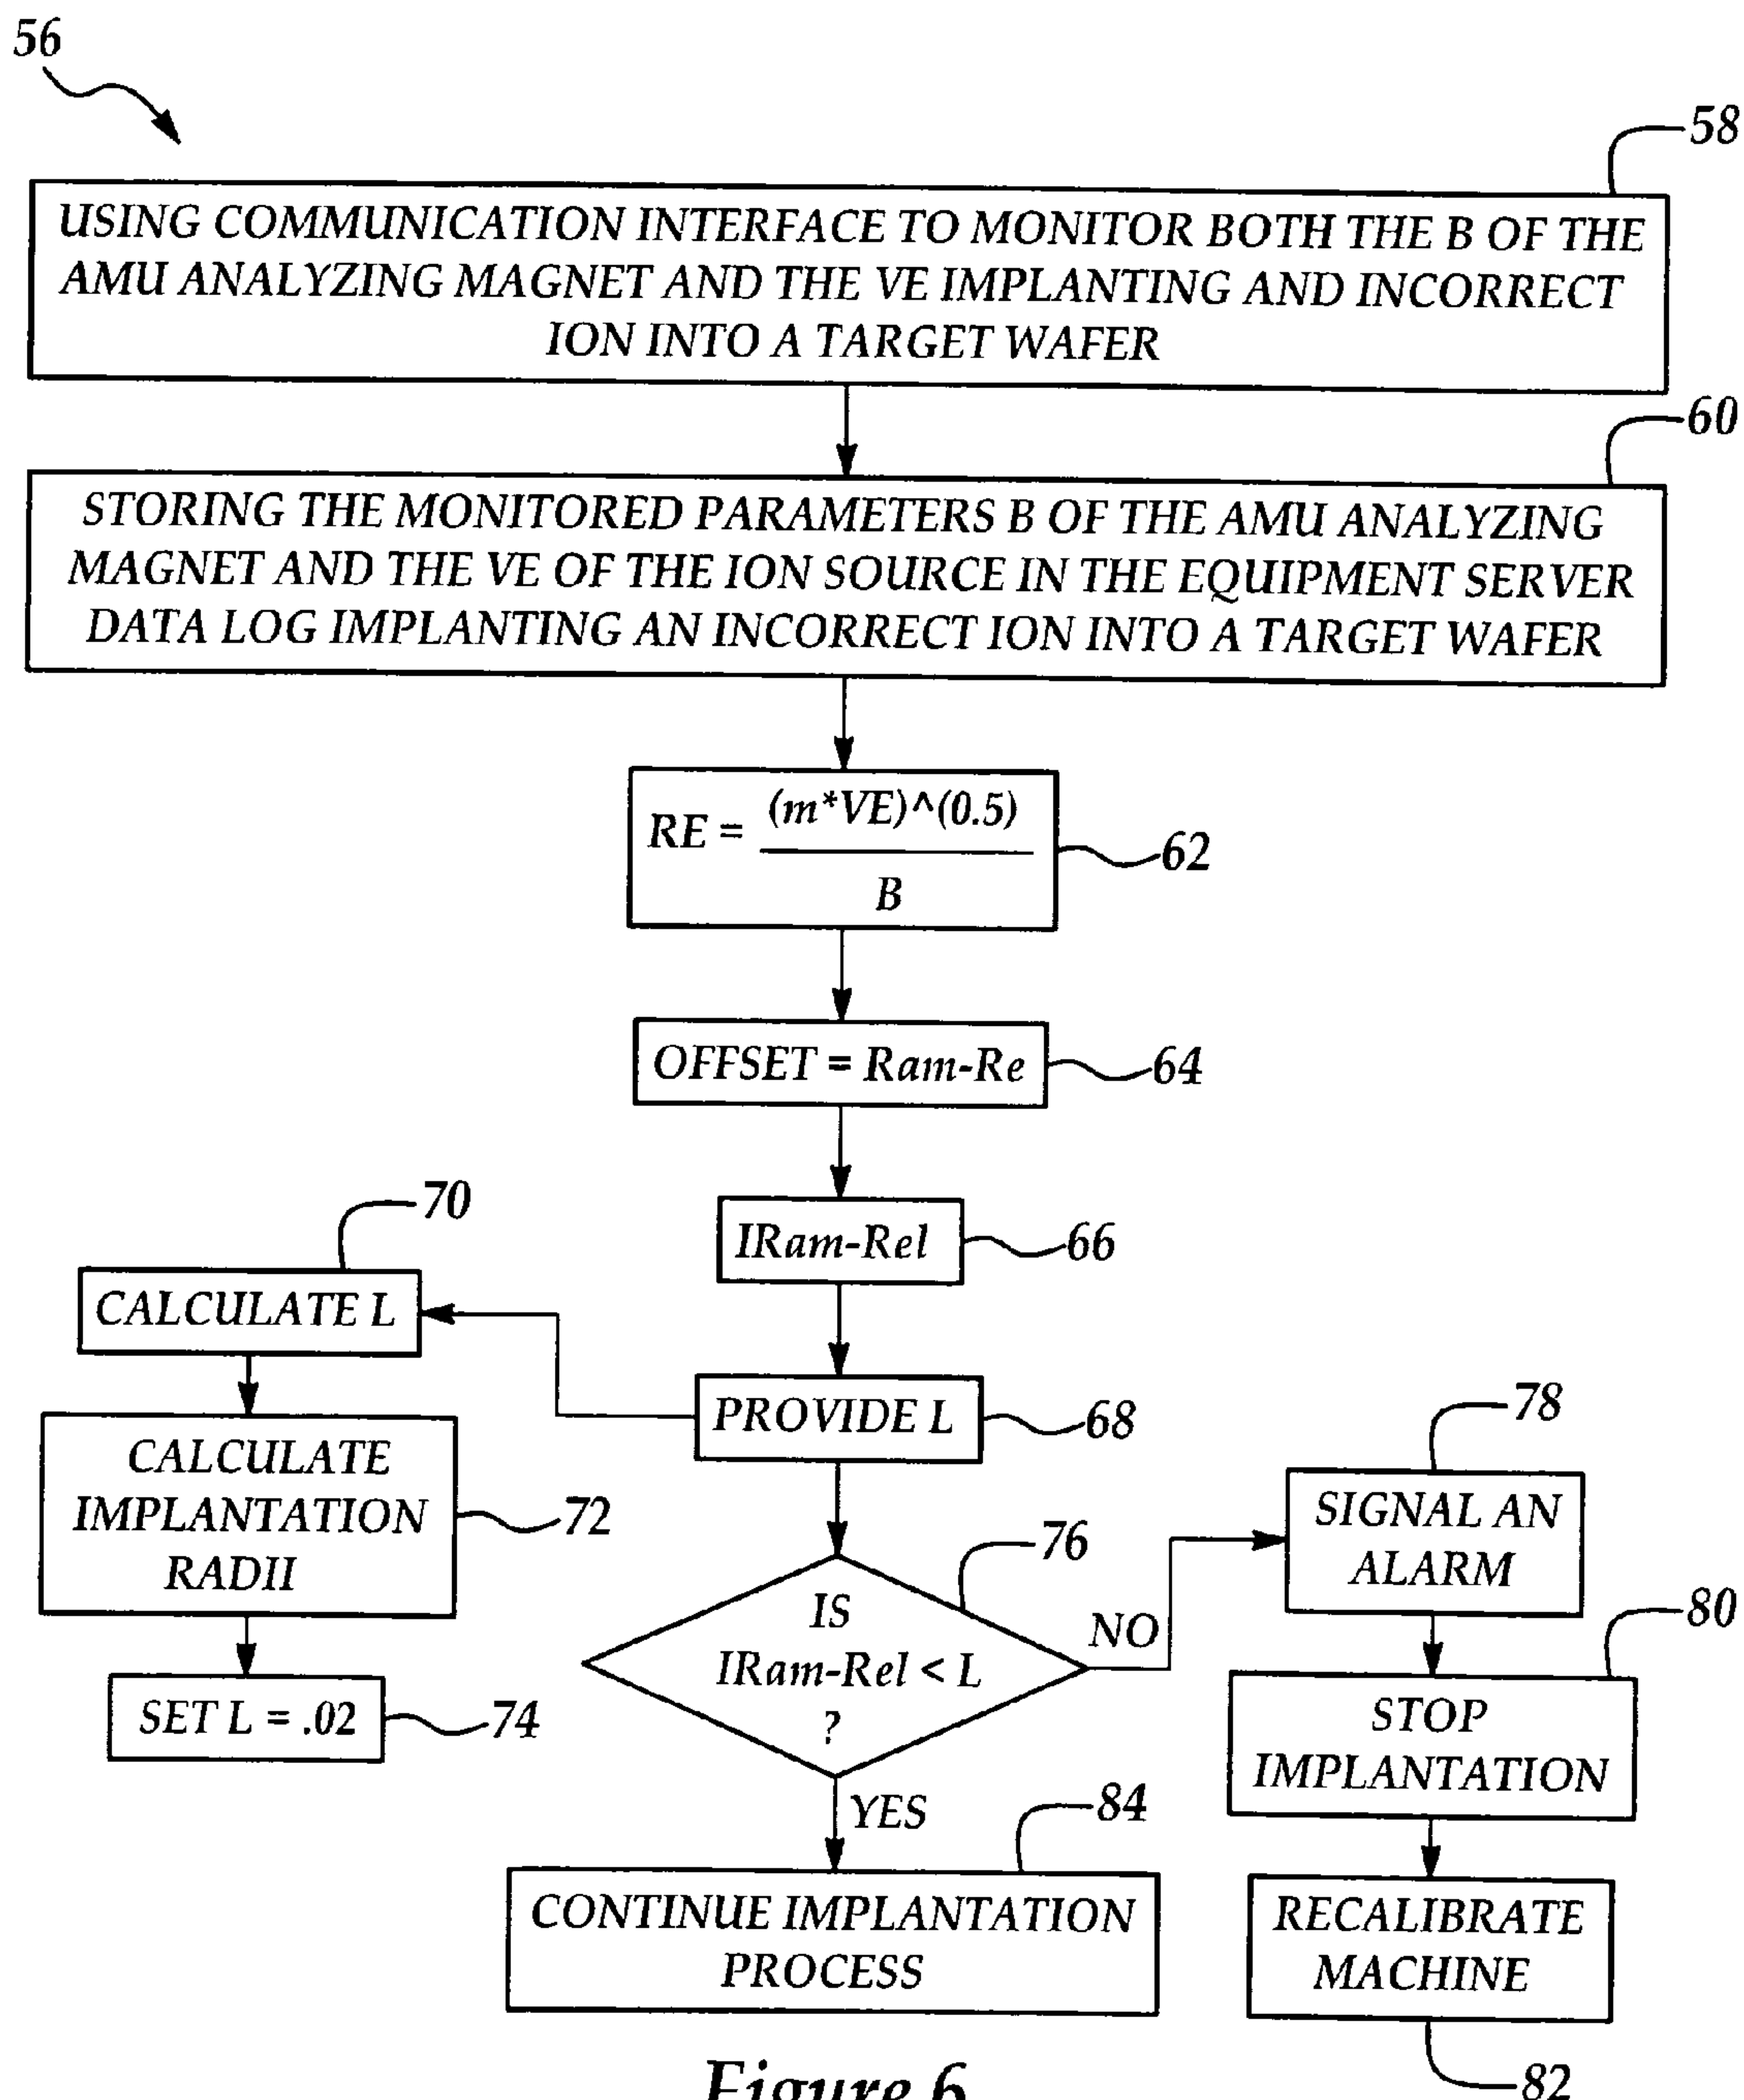 56
58
USING COMMUNICATION INTERFACE TO MONITOR BOTH THE B OF THE
AMU ANALYZING MAGNET AND THE VE IMPLANTING AND INCORRECT
ION INTO A TARGET WAFER
60
STORING THE MONITORED PARAMETERS B OF THE AMU ANALYZING
MAGNET AND THE VE OF THE ION SOURCE IN THE EQUIPMENT SERVER
DATA LOG IMPLANTING AN INCORRECT ION INTO A TARGET WAFER
RE = (m*VE)^(0.5)
B
62
OFFSET = Ram-Re
64
IRam-Rel
66
70
CALCULATE L
PROVIDE L
68
CALCULATE
IMPLANTATION
RADII
72
SET L = .02
74
76
IS
IRam-Rel < L
?
NO
YES
78
SIGNAL AN
ALARM
80
STOP
IMPLANTATION
84
CONTINUE IMPLANTATION
PROCESS
RECALIBRATE
MACHINE
82
Figure 6